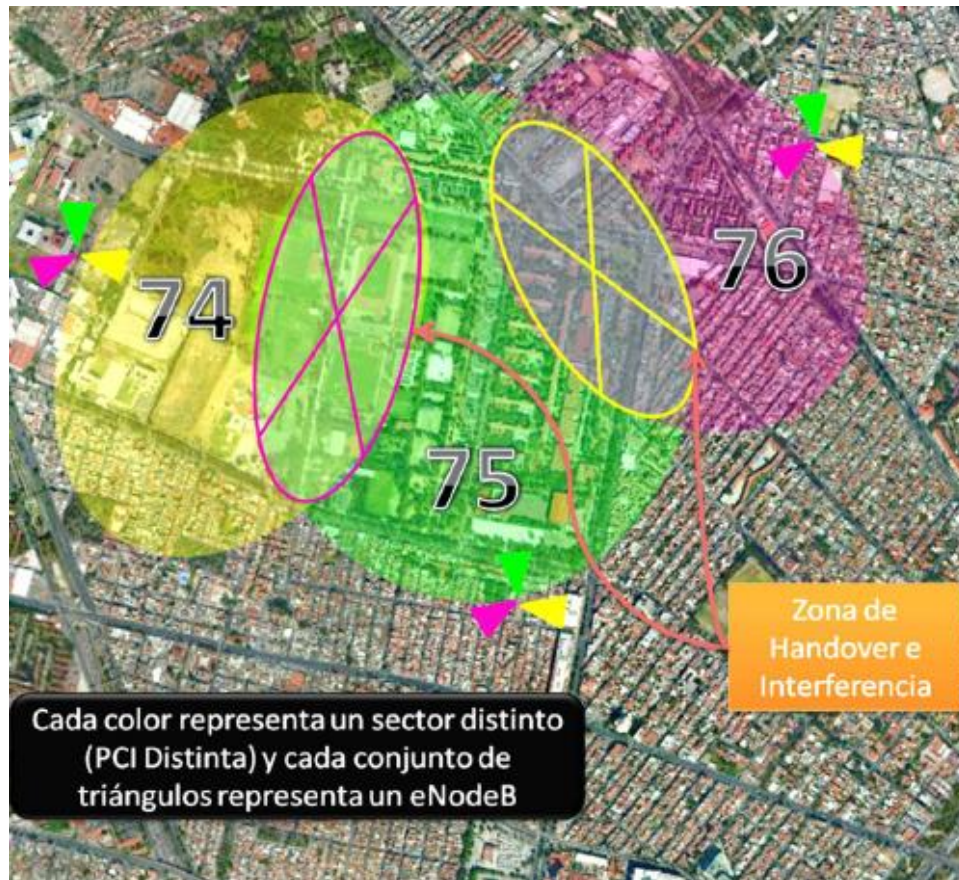 76
74
75
Zona de
Handover e
Interferencia
Cada color representa un sector distinto
(PCI Distinta) y cada conjunto de
triángulos representa un eNodeB